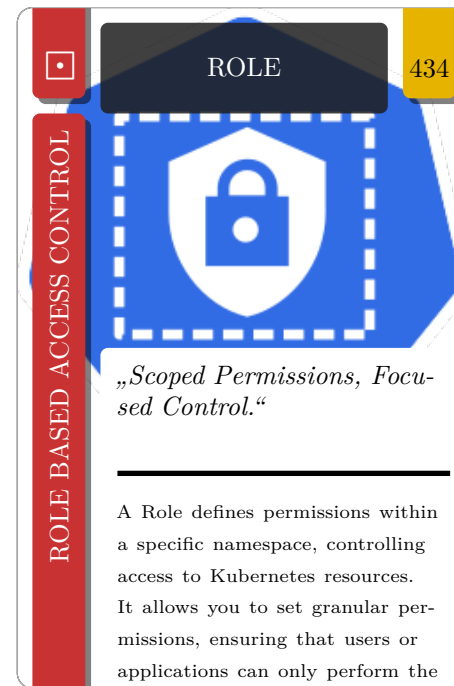 ROLE
434
ROLE BASED ACCESS CONTROL
„Scoped Permissions, Focu-
sed Control.“
A Role defines permissions within
a specific namespace, controlling
access to Kubernetes resources.
It allows you to set granular per-
missions, ensuring that users or
applications can only perform the